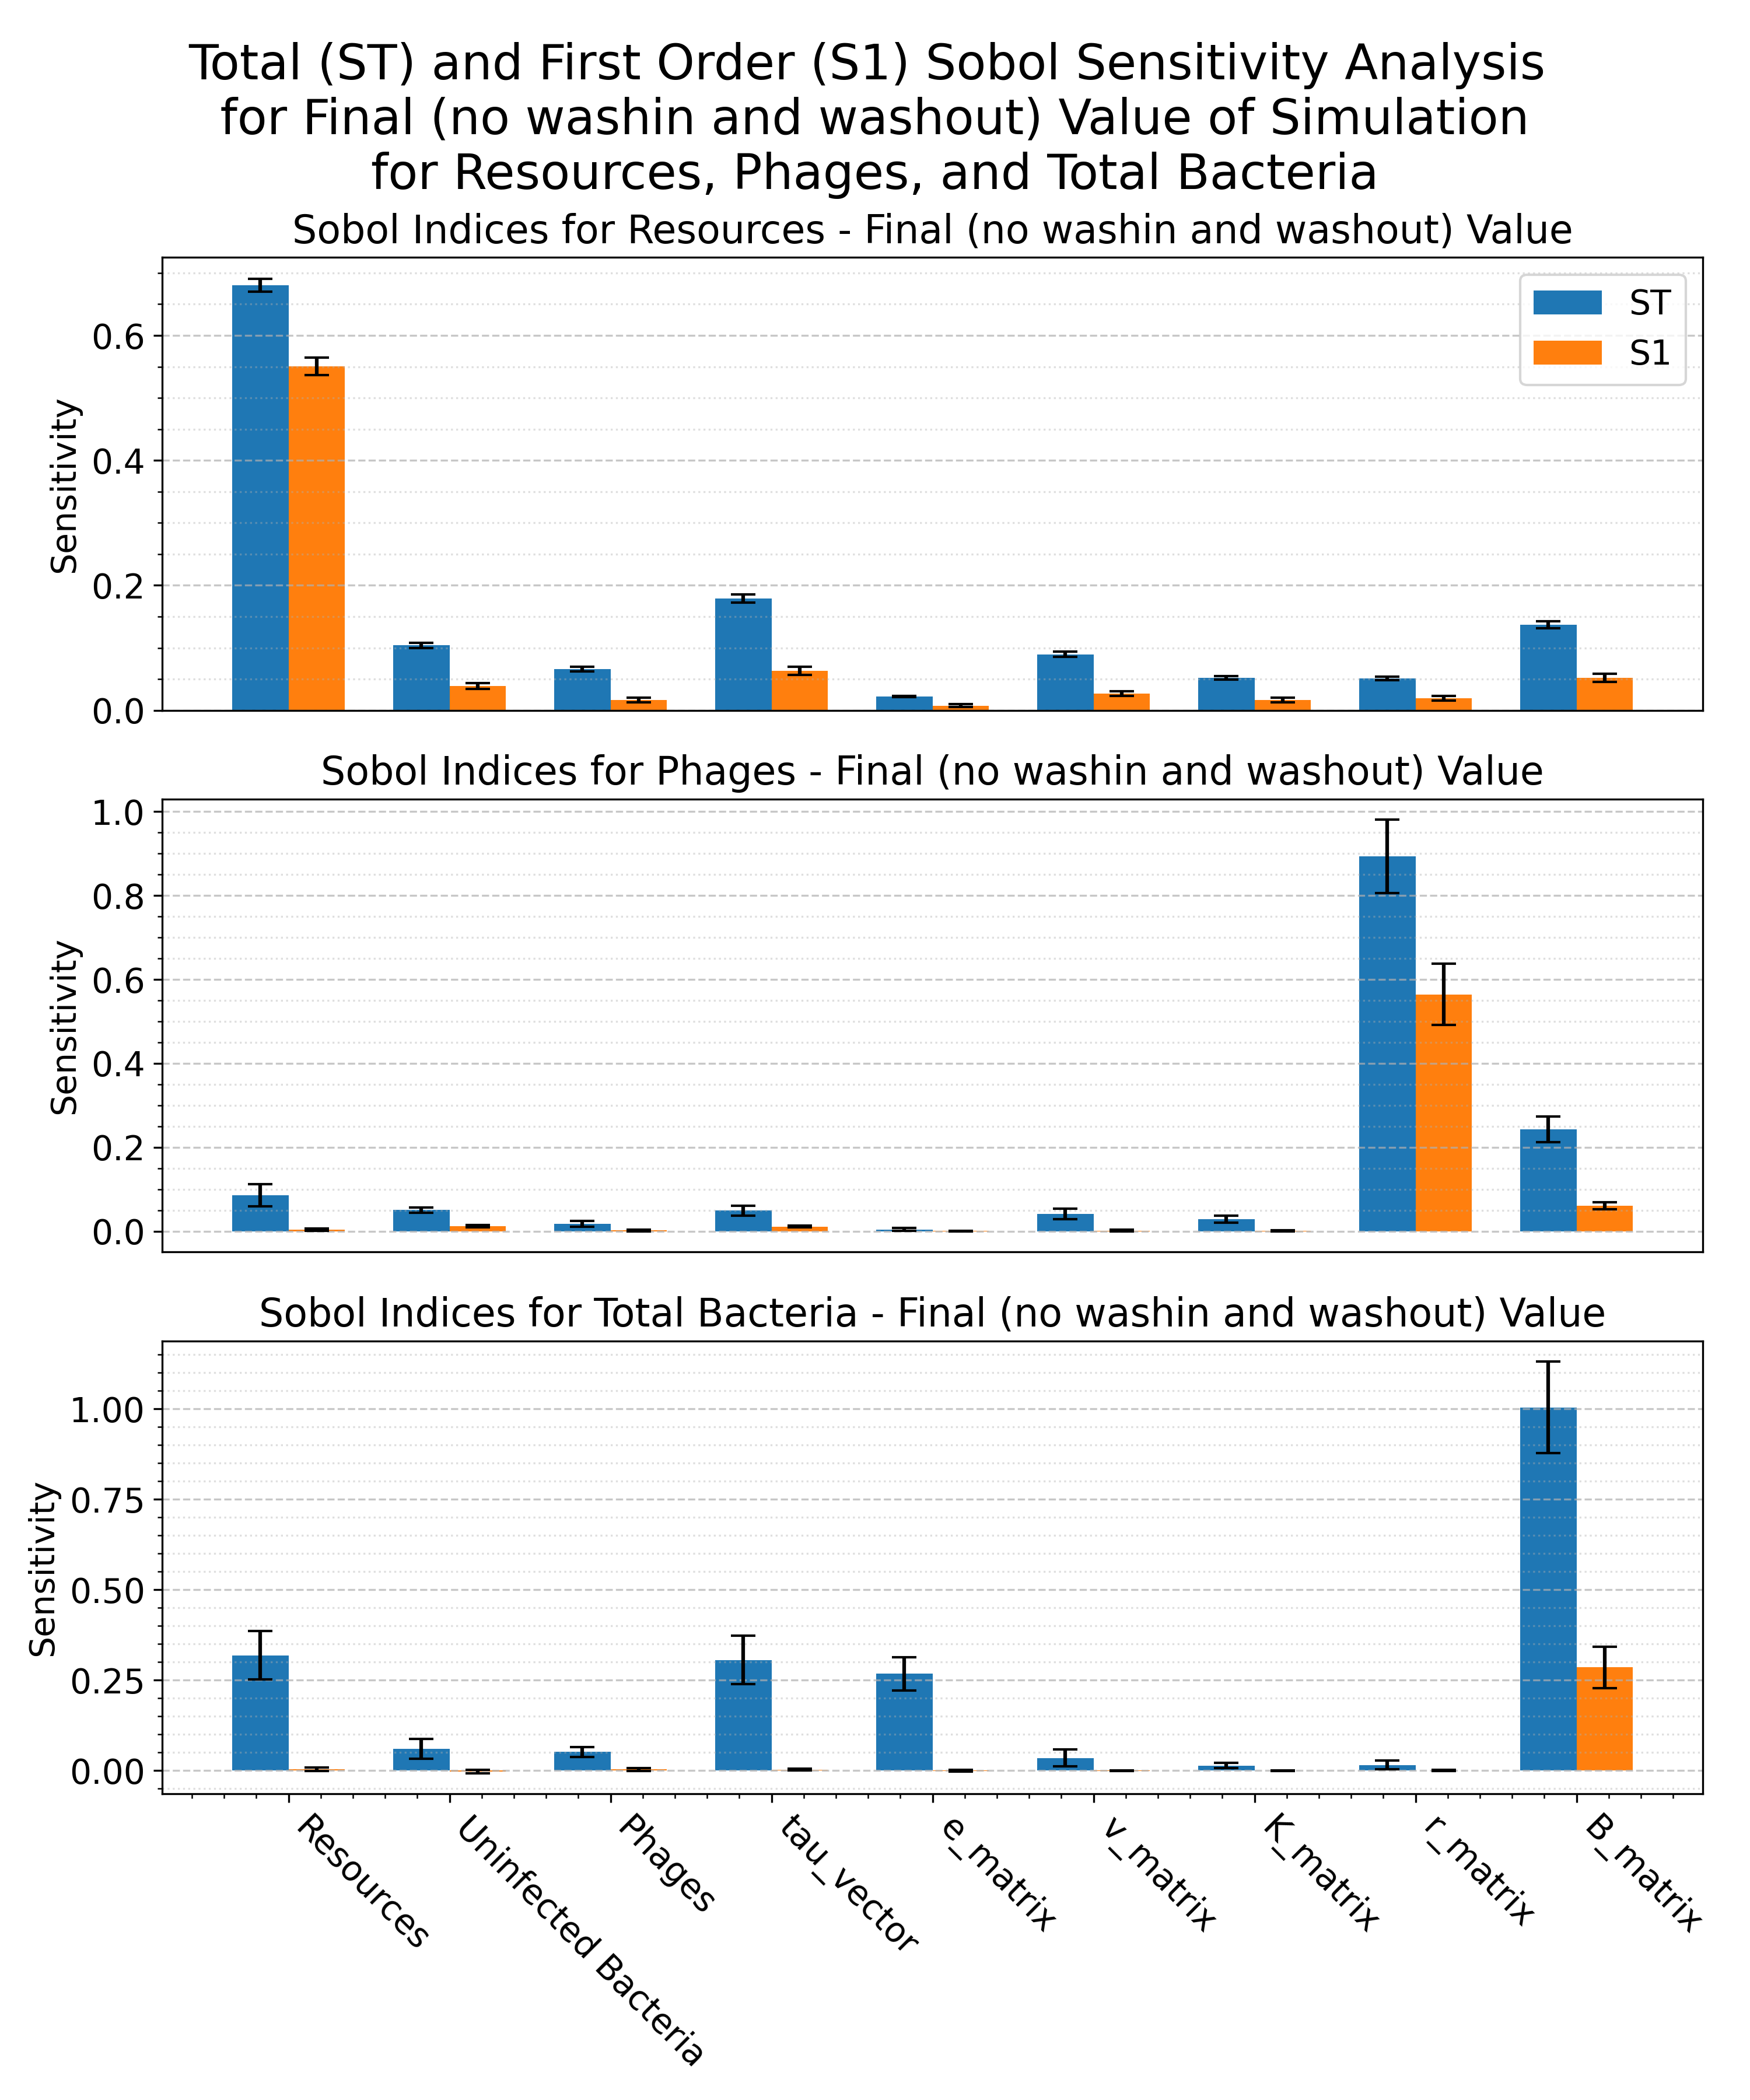 Total (ST) and First Order (S1) Sobol Sensitivity Analysis
for Final (no washin and washout) Value of Simulation
for Resources, Phages, and Total Bacteria
Sobol Indices for Resources - Final (no washin and washout) Value
Sensitivity
0.6
0.4
0.2
0.0
ST
S1
Sobol Indices for Phages - Final (no washin and washout) Value
Sensitivity
1.0
0.8
0.6
0.4
0.2
0.0
Sobol Indices for Total Bacteria - Final (no washin and washout) Value
Sensitivity
1.00
0.75
0.50
0.25
0.00
Resources
Uninfected Bacteria
Phages
tau_vector
e_matrix
v_matrix
K_matrix
r_matrix
B_matrix